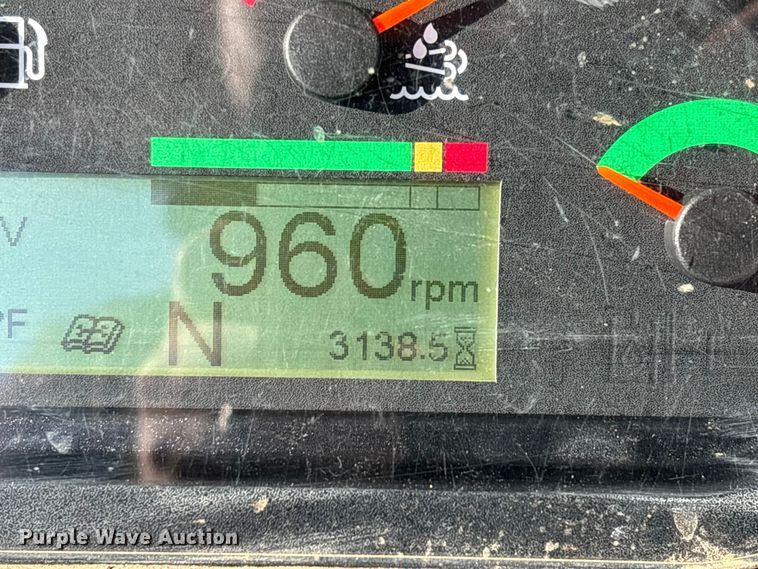 V
960 rpm
°F
N
3138.5
Purple Wave Auction